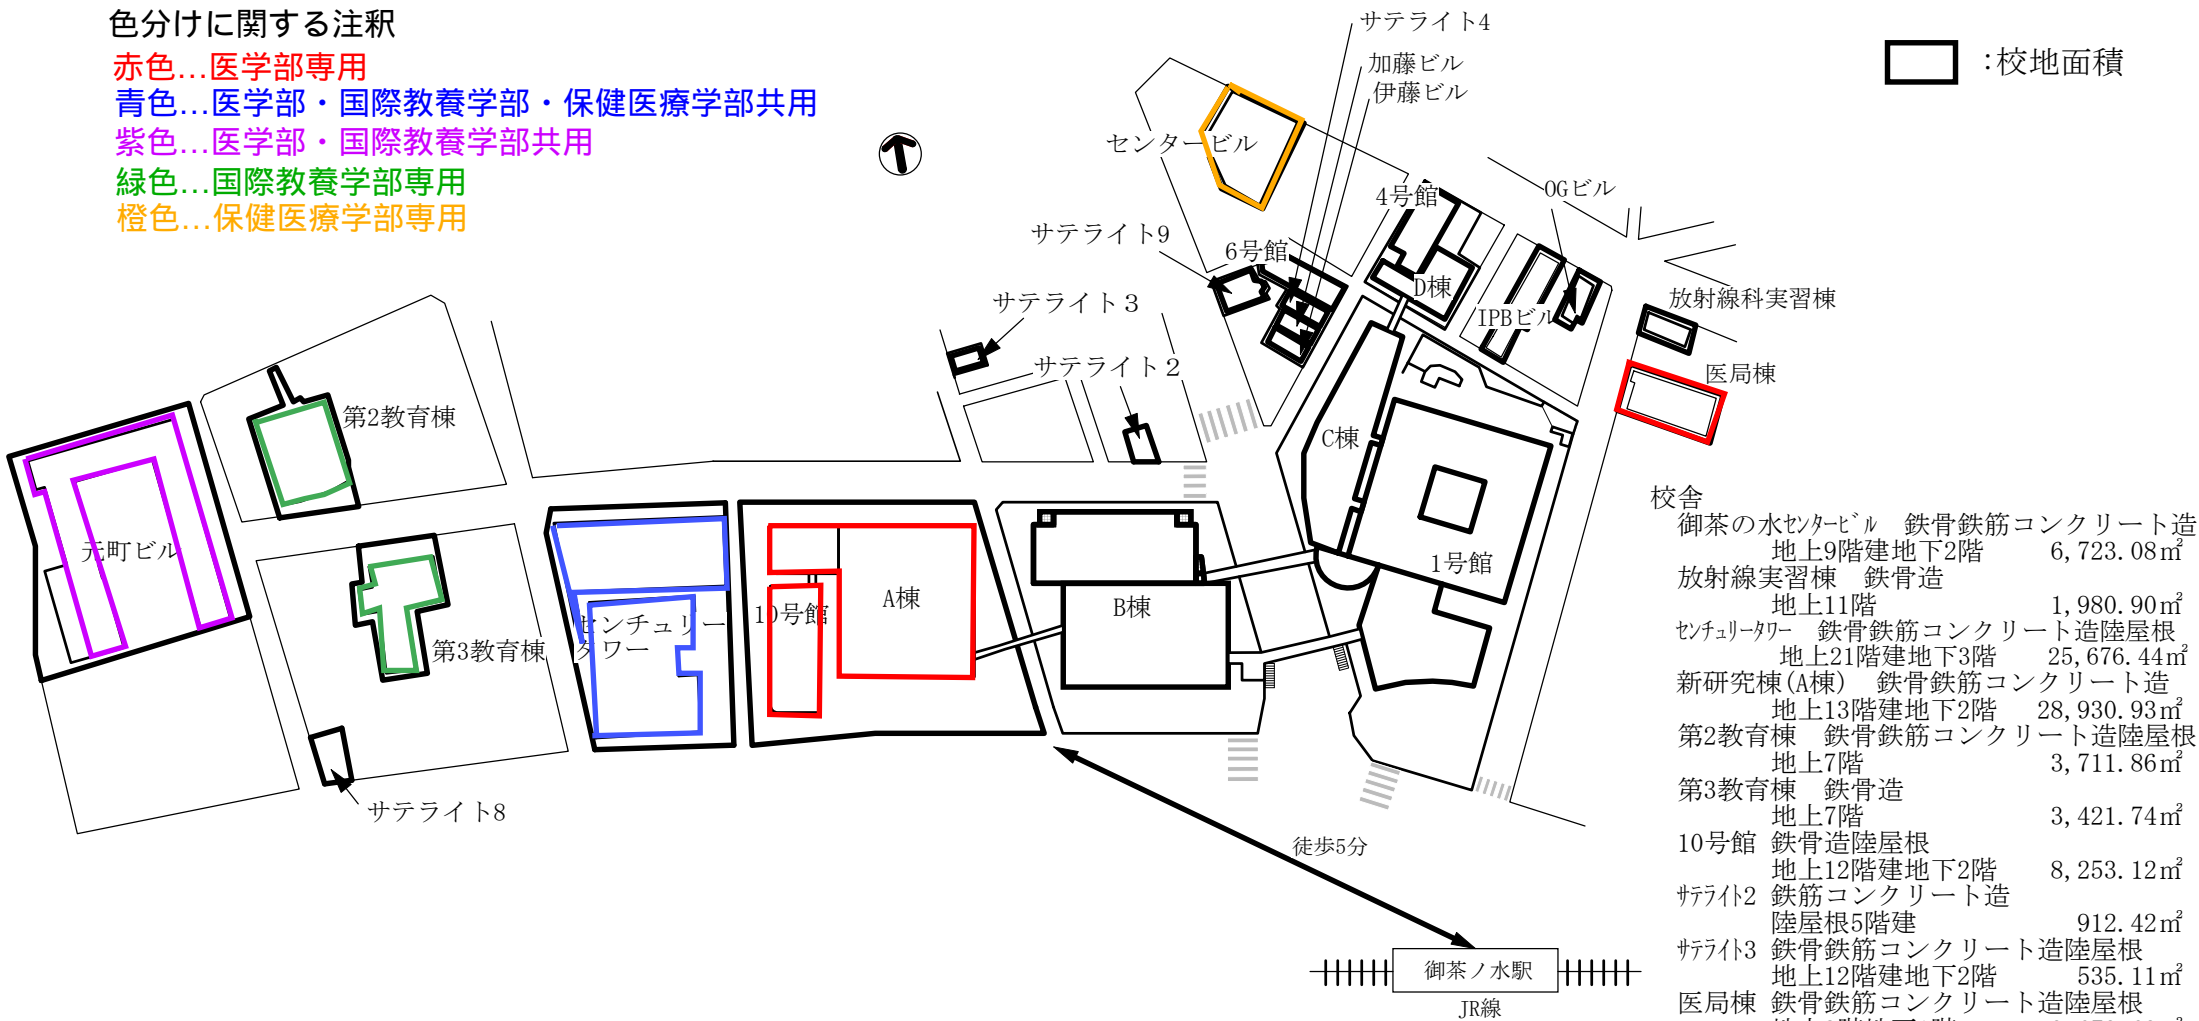 色分けに関する注釈
赤色…医学部専用
青色…医学部・国際教養学部・保健医療学部共用
紫色…医学部・国際教養学部共用
緑色…国際教養学部専用
橙色…保健医療学部専用
:校地面積
サテライト4
加藤ビル
伊藤ビル
センタービル
4号館
OGビル
サテライト9
6号館
D棟
IPBビル
放射線科実習棟
サテライト3
サテライト2
医局棟
第2教育棟
C棟
元町ビル
1号館
第3教育棟
センチュリー
タワー
10号館
A棟
B棟
サテライト8
徒歩5分
御茶ノ水駅
JR線
校舎
御茶の水センタービル 鉄骨鉄筋コンクリート造
地上9階建地下2階 6,723.08㎡
放射線実習棟 鉄骨造
地上11階 1,980.90㎡
センチュリータワー 鉄骨鉄筋コンクリート造陸屋根
地上21階建地下3階 25,676.44㎡
新研究棟(A棟) 鉄骨鉄筋コンクリート造
地上13階建地下2階 28,930.93㎡
第2教育棟 鉄骨鉄筋コンクリート造陸屋根
地上7階 3,711.86㎡
第3教育棟 鉄骨造
地上7階 3,421.74㎡
10号館 鉄骨造陸屋根
地上12階建地下2階 8,253.12㎡
サテライト2 鉄筋コンクリート造
陸屋根5階建 912.42㎡
サテライト3 鉄骨鉄筋コンクリート造陸屋根
地上12階建地下2階 535.11㎡
医局棟 鉄骨鉄筋コンクリート造陸屋根